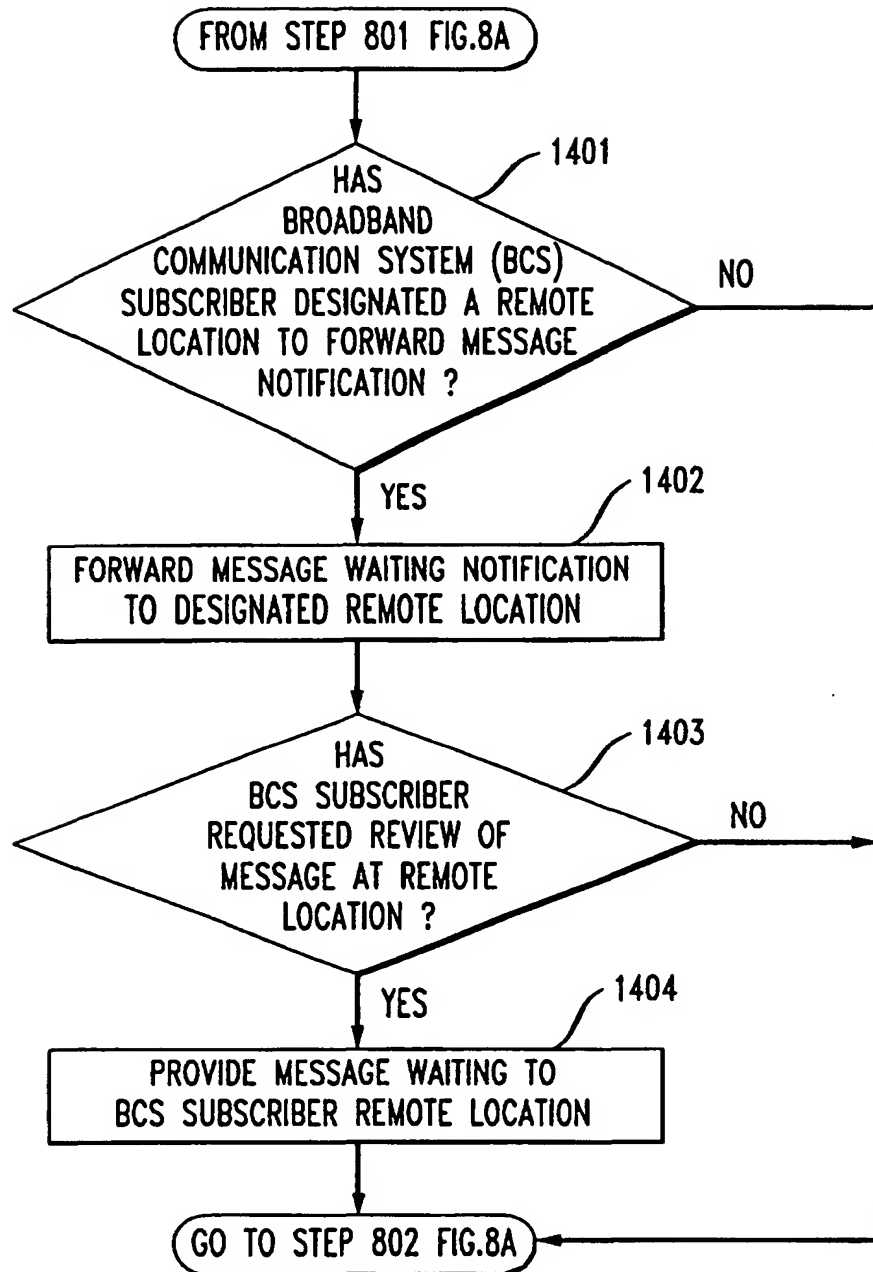 FROM STEP 801 FIG.8A
1401
HAS
BROADBAND
COMMUNICATION SYSTEM (BCS)
SUBSCRIBER DESIGNATED A REMOTE
LOCATION TO FORWARD MESSAGE
NOTIFICATION ?
NO
YES
1402
FORWARD MESSAGE WAITING NOTIFICATION
TO DESIGNATED REMOTE LOCATION
1403
HAS
BCS SUBSCRIBER
REQUESTED REVIEW OF
MESSAGE AT REMOTE
LOCATION ?
NO
YES
1404
PROVIDE MESSAGE WAITING TO
BCS SUBSCRIBER REMOTE LOCATION
GO TO STEP 802 FIG.8A